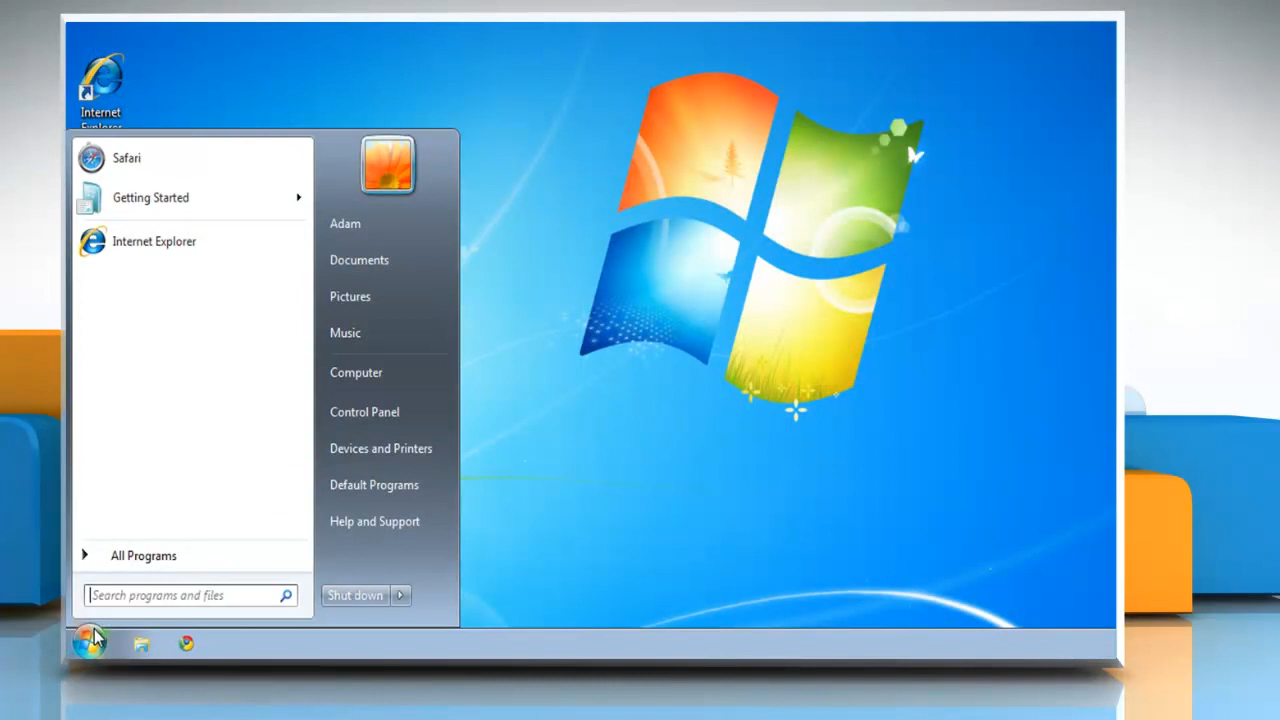 Internet
Explorer
Safari
Getting Started
Internet Explorer
All Programs
Search programs and files
Adam
Documents
Pictures
Music
Computer
Control Panel
Devices and Printers
Default Programs
Help and Support
Shut down